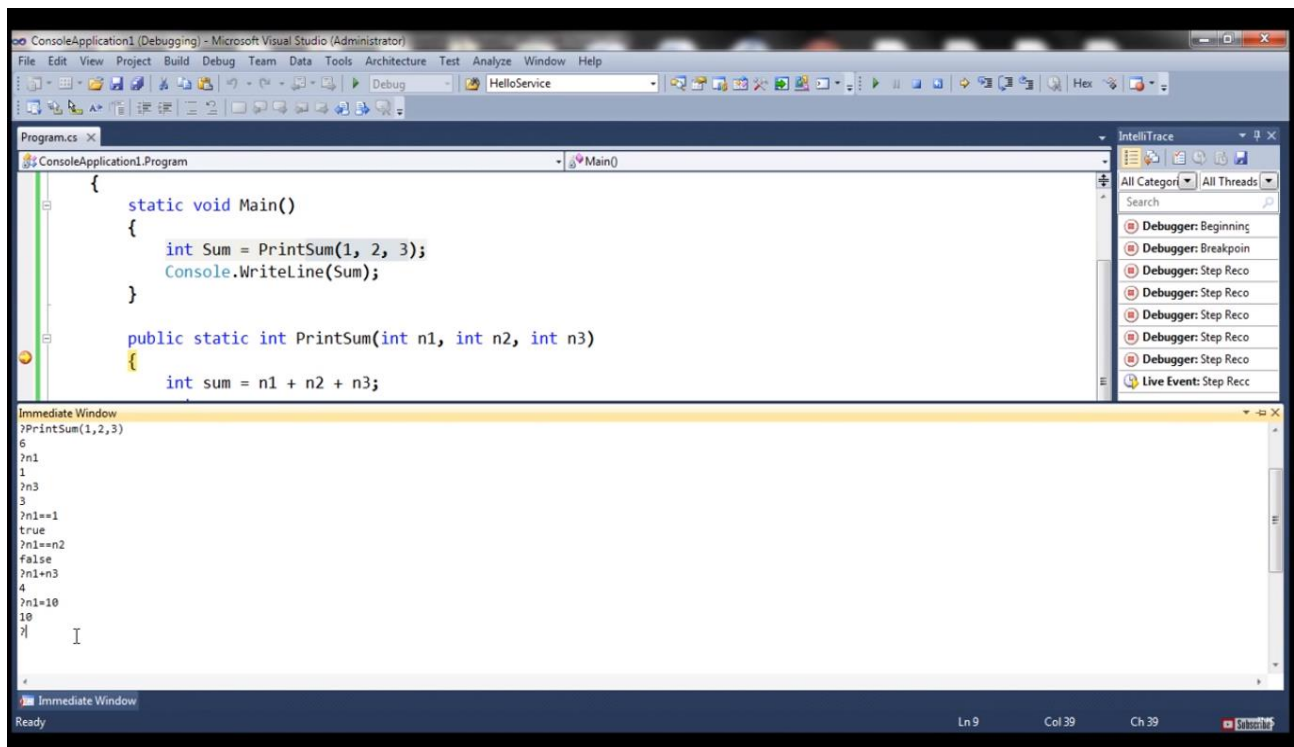 ConsoleApplication1 (Debugging) - Microsoft Visual Studio (Administrator)
File Edit View Project Build Debug Team Data Tools Architecture Test Analyze Window Help
Debug HelloService Hex
Program.cs
ConsoleApplication1.Program Main()
{
static void Main()
{
int Sum = PrintSum(1, 2, 3);
Console.WriteLine(Sum);
}
public static int PrintSum(int n1, int n2, int n3)
{
int sum = n1 + n2 + n3;
IntelliTrace
All Categori All Threads
Search
Debugger: Beginning
Debugger: Breakpoin
Debugger: Step Reco
Debugger: Step Reco
Debugger: Step Reco
Debugger: Step Reco
Debugger: Step Reco
Live Event: Step Recc
Immediate Window
?PrintSum(1,2,3)
6
?n1
1
?n3
3
?n1==1
true
?n1==n2
false
?n1+n3
4
?n1=10
10
?
Immediate Window
Ready Ln 9 Col 39 Ch 39
Subscribe